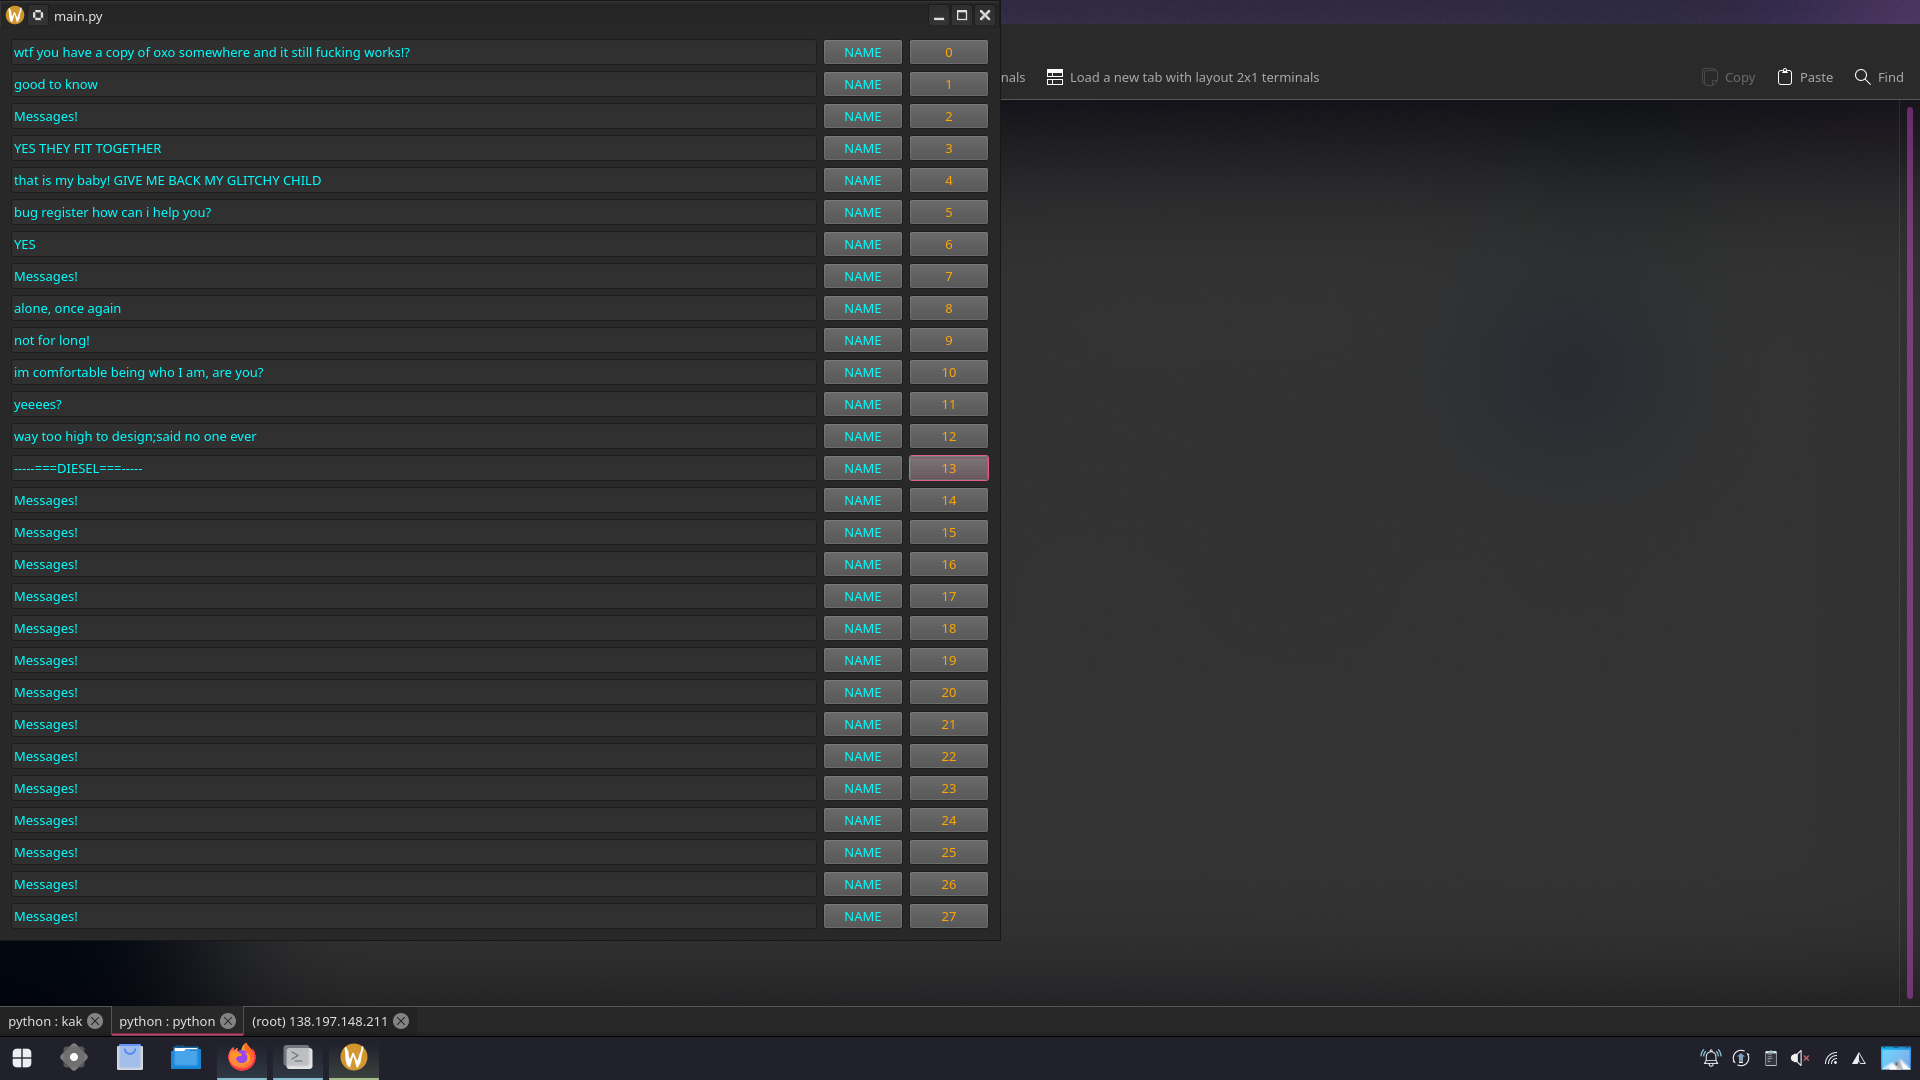 main.py
wtf you have a copy of oxo somewhere and it still fucking works!? NAME 0
good to know NAME 1
Messages! NAME 2
YES THEY FIT TOGETHER NAME 3
that is my baby! GIVE ME BACK MY GLITCHY CHILD NAME 4
bug register how can i help you? NAME 5
YES NAME 6
Messages! NAME 7
alone, once again NAME 8
not for long! NAME 9
im comfortable being who I am, are you? NAME 10
yeeees? NAME 11
way too high to design;said no one ever NAME 12
-----===DIESEL===----- NAME 13
Messages! NAME 14
Messages! NAME 15
Messages! NAME 16
Messages! NAME 17
Messages! NAME 18
Messages! NAME 19
Messages! NAME 20
Messages! NAME 21
Messages! NAME 22
Messages! NAME 23
Messages! NAME 24
Messages! NAME 25
Messages! NAME 26
Messages! NAME 27
nals Load a new tab with layout 2x1 terminals Copy Paste Find
python : kak python : python (root) 138.197.148.211